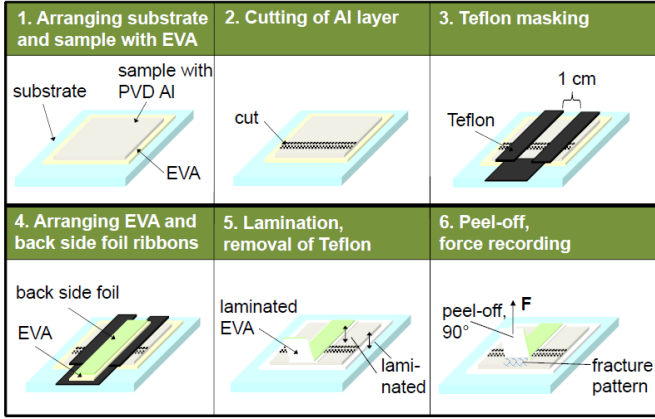 1. Arranging substrate
and sample with EVA
2. Cutting of Al layer
3. Teflon masking
substrate
sample with
PVD Al
EVA
cut
1 cm
Teflon
4. Arranging EVA and
back side foil ribbons
5. Lamination,
removal of Teflon
6. Peel-off,
force recording
back side foil
EVA
laminated
EVA
lami-
nated
peel-off,
90°
F
fracture
pattern